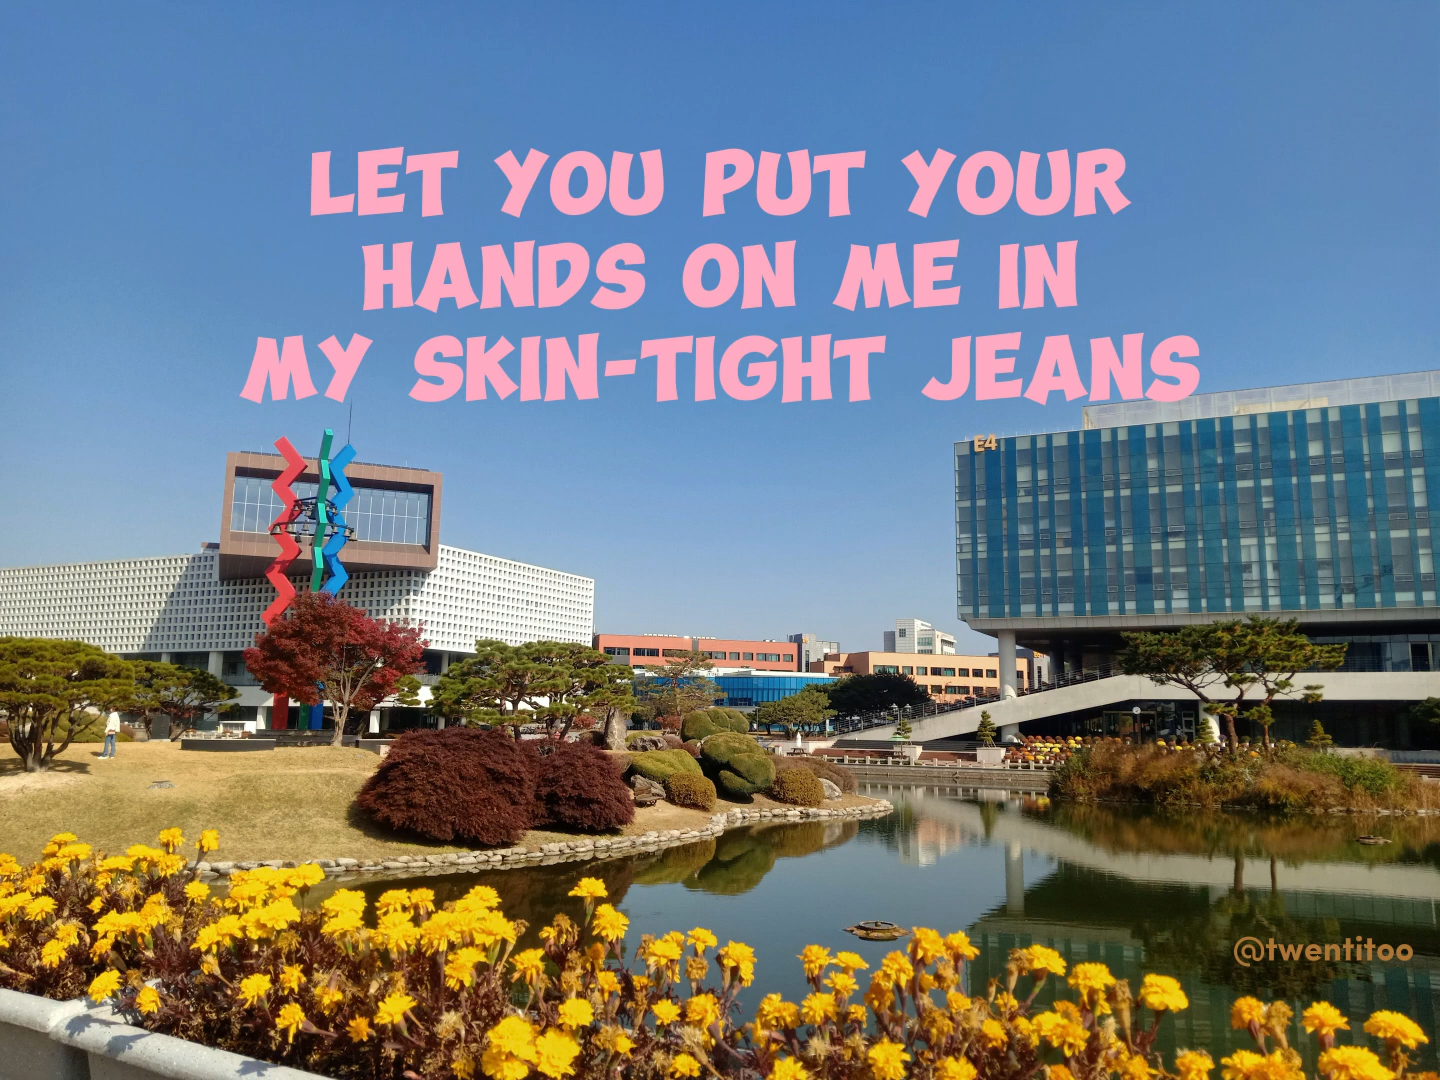 LET YOU PUT YOUR
HANDS ON ME IN
MY SKIN-TIGHT JEANS
E4
@twentitoo